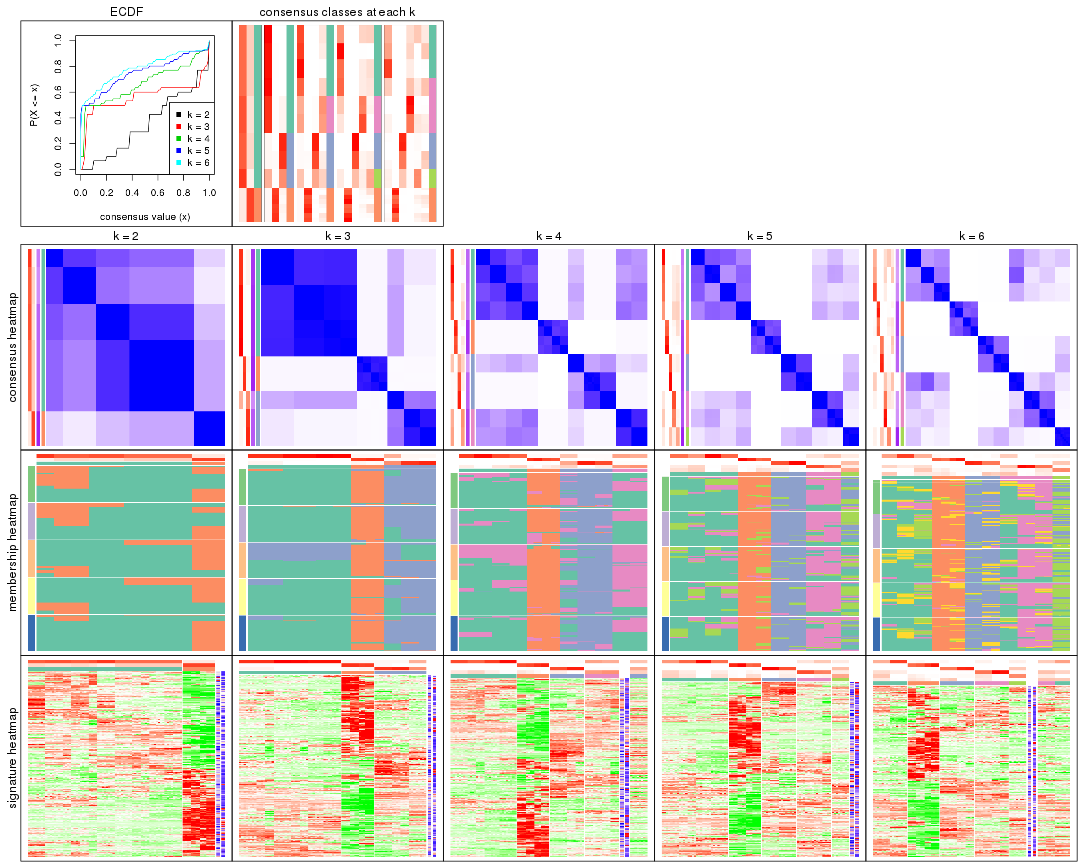 ECDF
consensus classes at each k
P(X <= x)
0.0 0.2 0.4 0.6 0.8 1.0
k = 2
k = 3
k = 4
k = 5
k = 6
0.0 0.2 0.4 0.6 0.8 1.0
consensus value (x)
k = 2
k = 3
k = 4
k = 5
k = 6
consensus heatmap
membership heatmap
signature heatmap